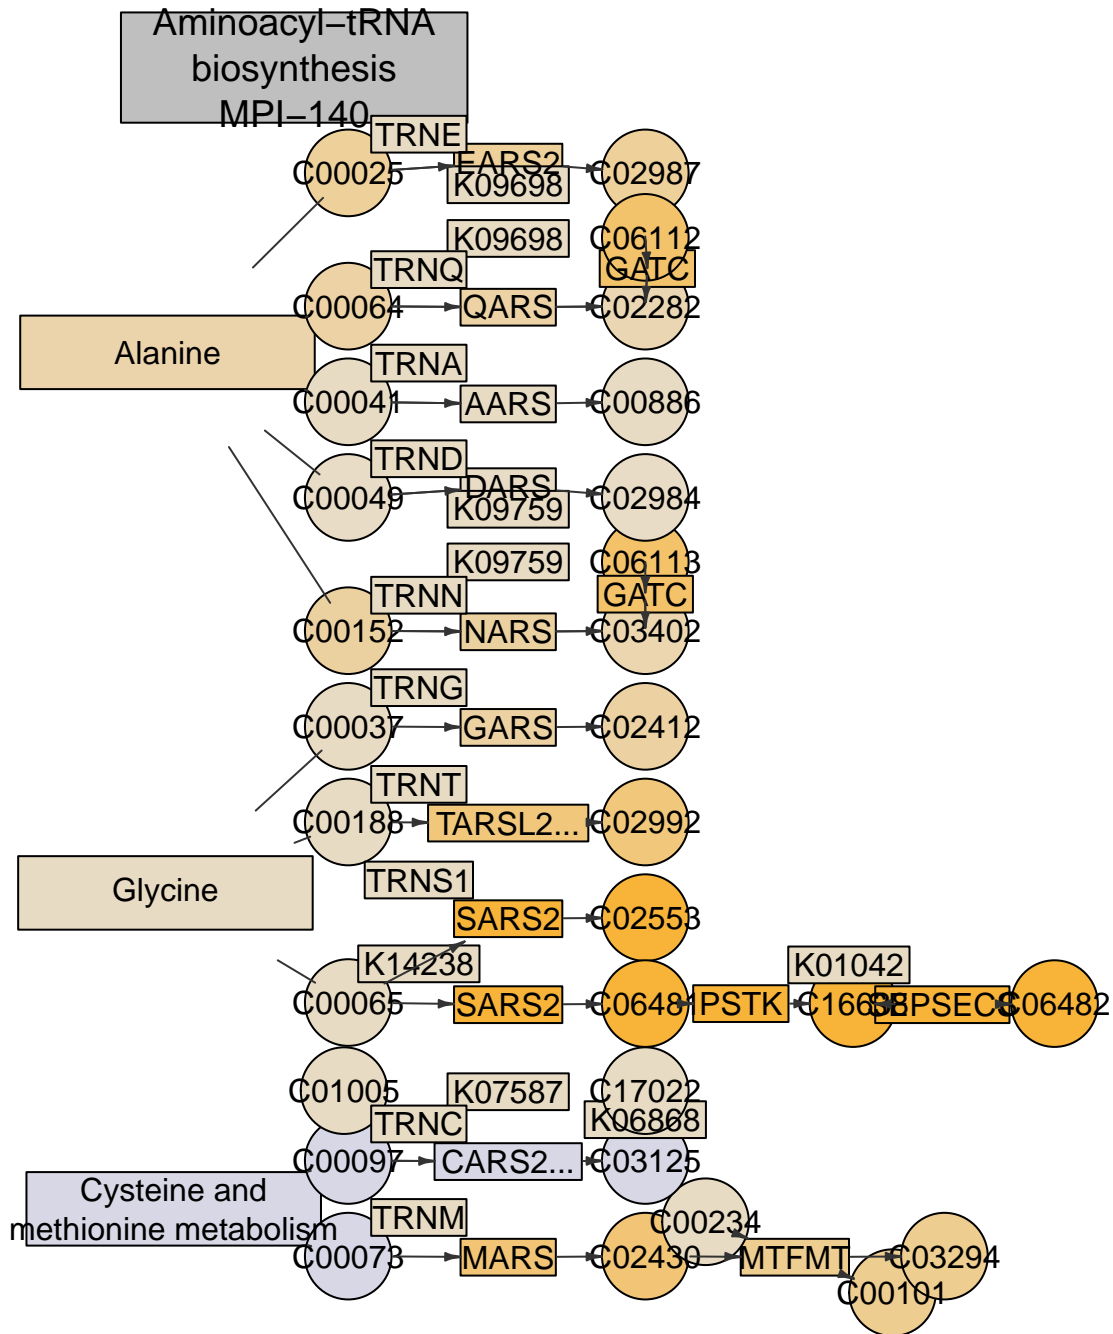 Aminoacyl−tRNA
biosynthesis
MPI−140
TRNE
C00025
EARS2
C02987
K09698
K09698
C06112
TRNQ
GATC
C00064
QARS
C02282
Alanine
TRNA
C00041
AARS
C00886
TRND
C00049
DARS
C02984
K09759
K09759
C06113
TRNN
GATC
C00152
NARS
C03402
TRNG
C00037
GARS
C02412
TRNT
C00188
TARSL2...
C02992
TRNS1
Glycine
SARS2
C02553
K14238
K01042
C00065
SARS2
C06481
PSTK
SEPSECS
C06482
C01005
K07587
C17022
TRNC
K06868
C00097
CARS2...
C03125
Cysteine and
methionine metabolism
TRNM
C00234
C00073
MARS
C02430
MTFMT
C03294
C00101